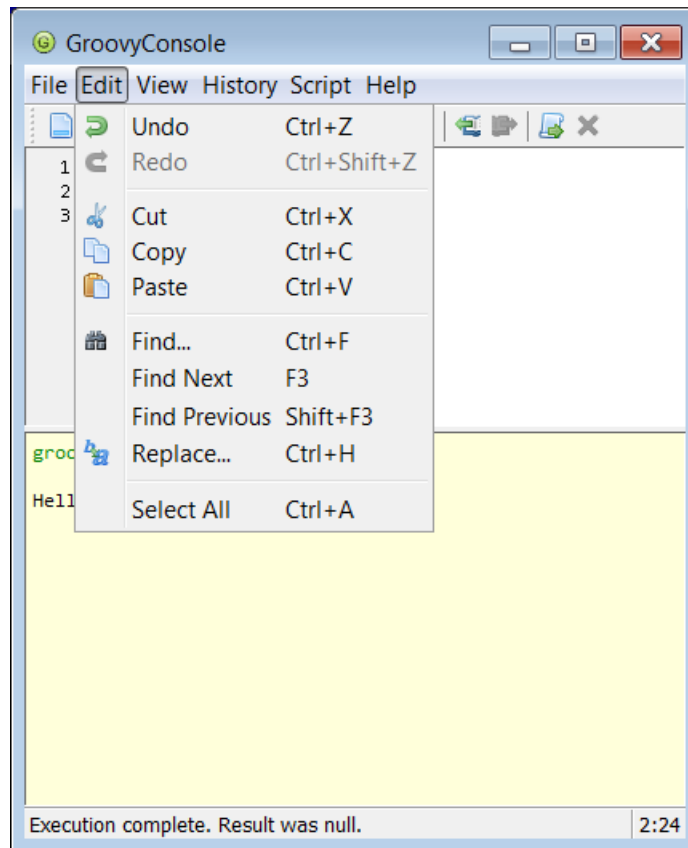 GroovyConsole
File Edit View History Script Help
Undo Ctrl+Z
1
Redo Ctrl+Shift+Z
2
3
Cut Ctrl+X
Copy Ctrl+C
Paste Ctrl+V
Find... Ctrl+F
Find Next F3
Find Previous Shift+F3
Replace... Ctrl+H
Select All Ctrl+A
Execution complete. Result was null. 2:24